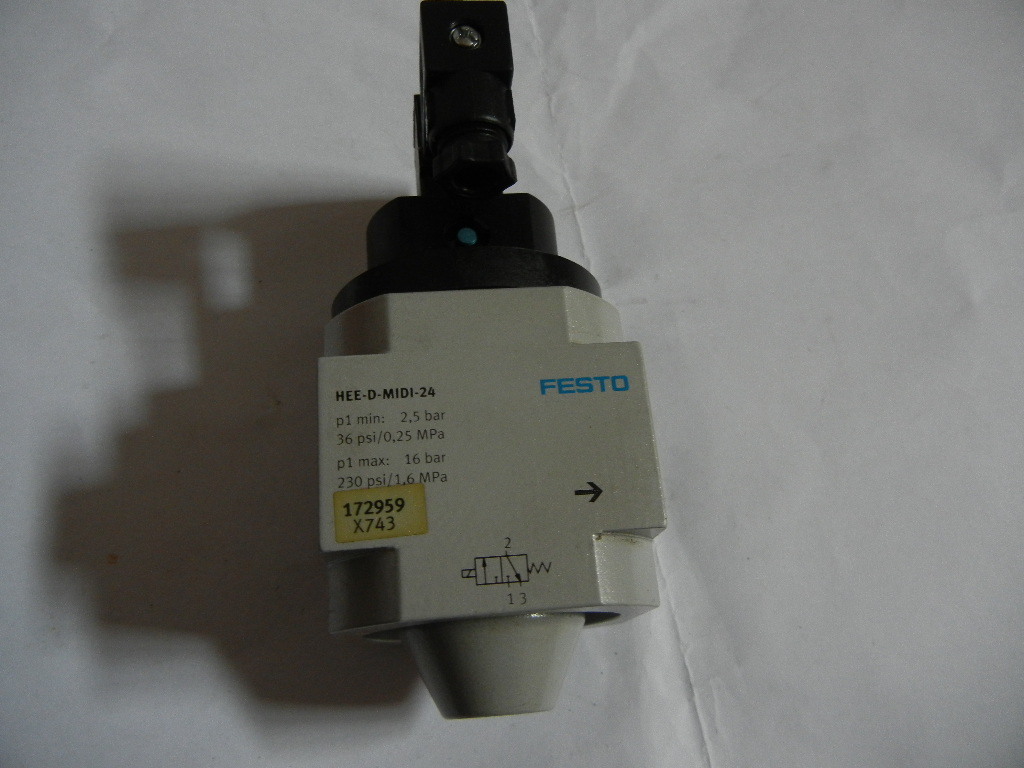 HEE-D-MIDI-24
FESTO
p1 min: 2,5 bar
36 psi/0,25 MPa
p1 max: 16 bar
230 psi/1,6 MPa
172959
X743
2
1 3